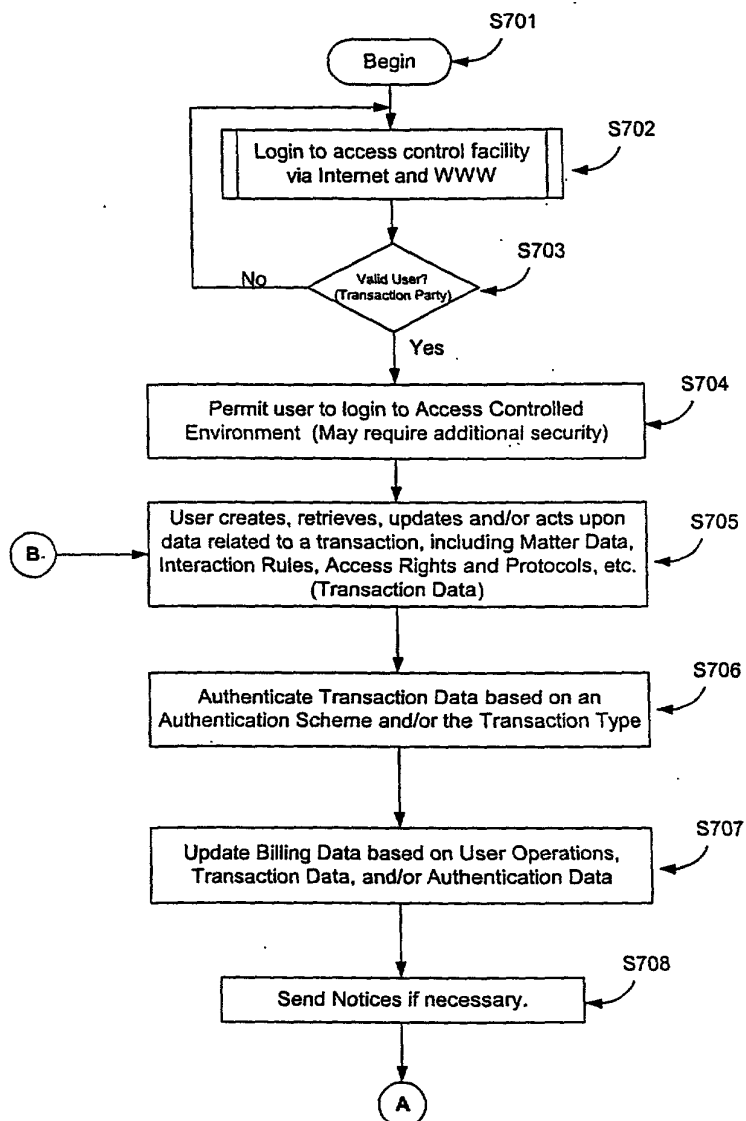 S701
Begin
S702
Login to access control facility
via Internet and WWW
S703
No
Valid User?
(Transaction Party)
Yes
S704
Permit user to login to Access Controlled
Environment (May require additional security)
S705
B
User creates, retrieves, updates and/or acts upon
data related to a transaction, including Matter Data,
Interaction Rules, Access Rights and Protocols, etc.
(Transaction Data)
S706
Authenticate Transaction Data based on an
Authentication Scheme and/or the Transaction Type
S707
Update Billing Data based on User Operations,
Transaction Data, and/or Authentication Data
S708
Send Notices if necessary.
A